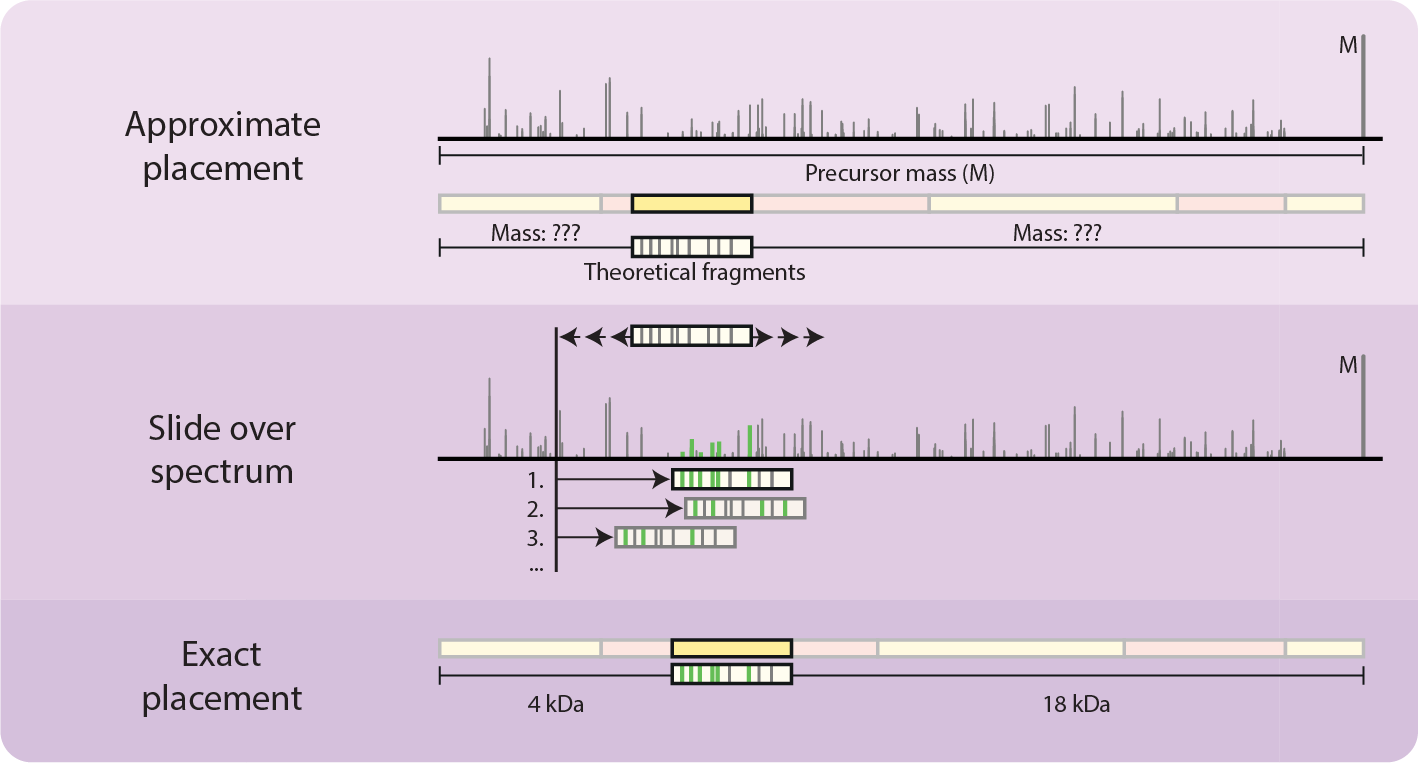 Approximate
placement
M
Precursor mass (M)
Mass: ???
Mass: ???
Theoretical fragments
Slide over
spectrum
M
1.
2.
3.
...
Exact
placement
4 kDa
18 kDa